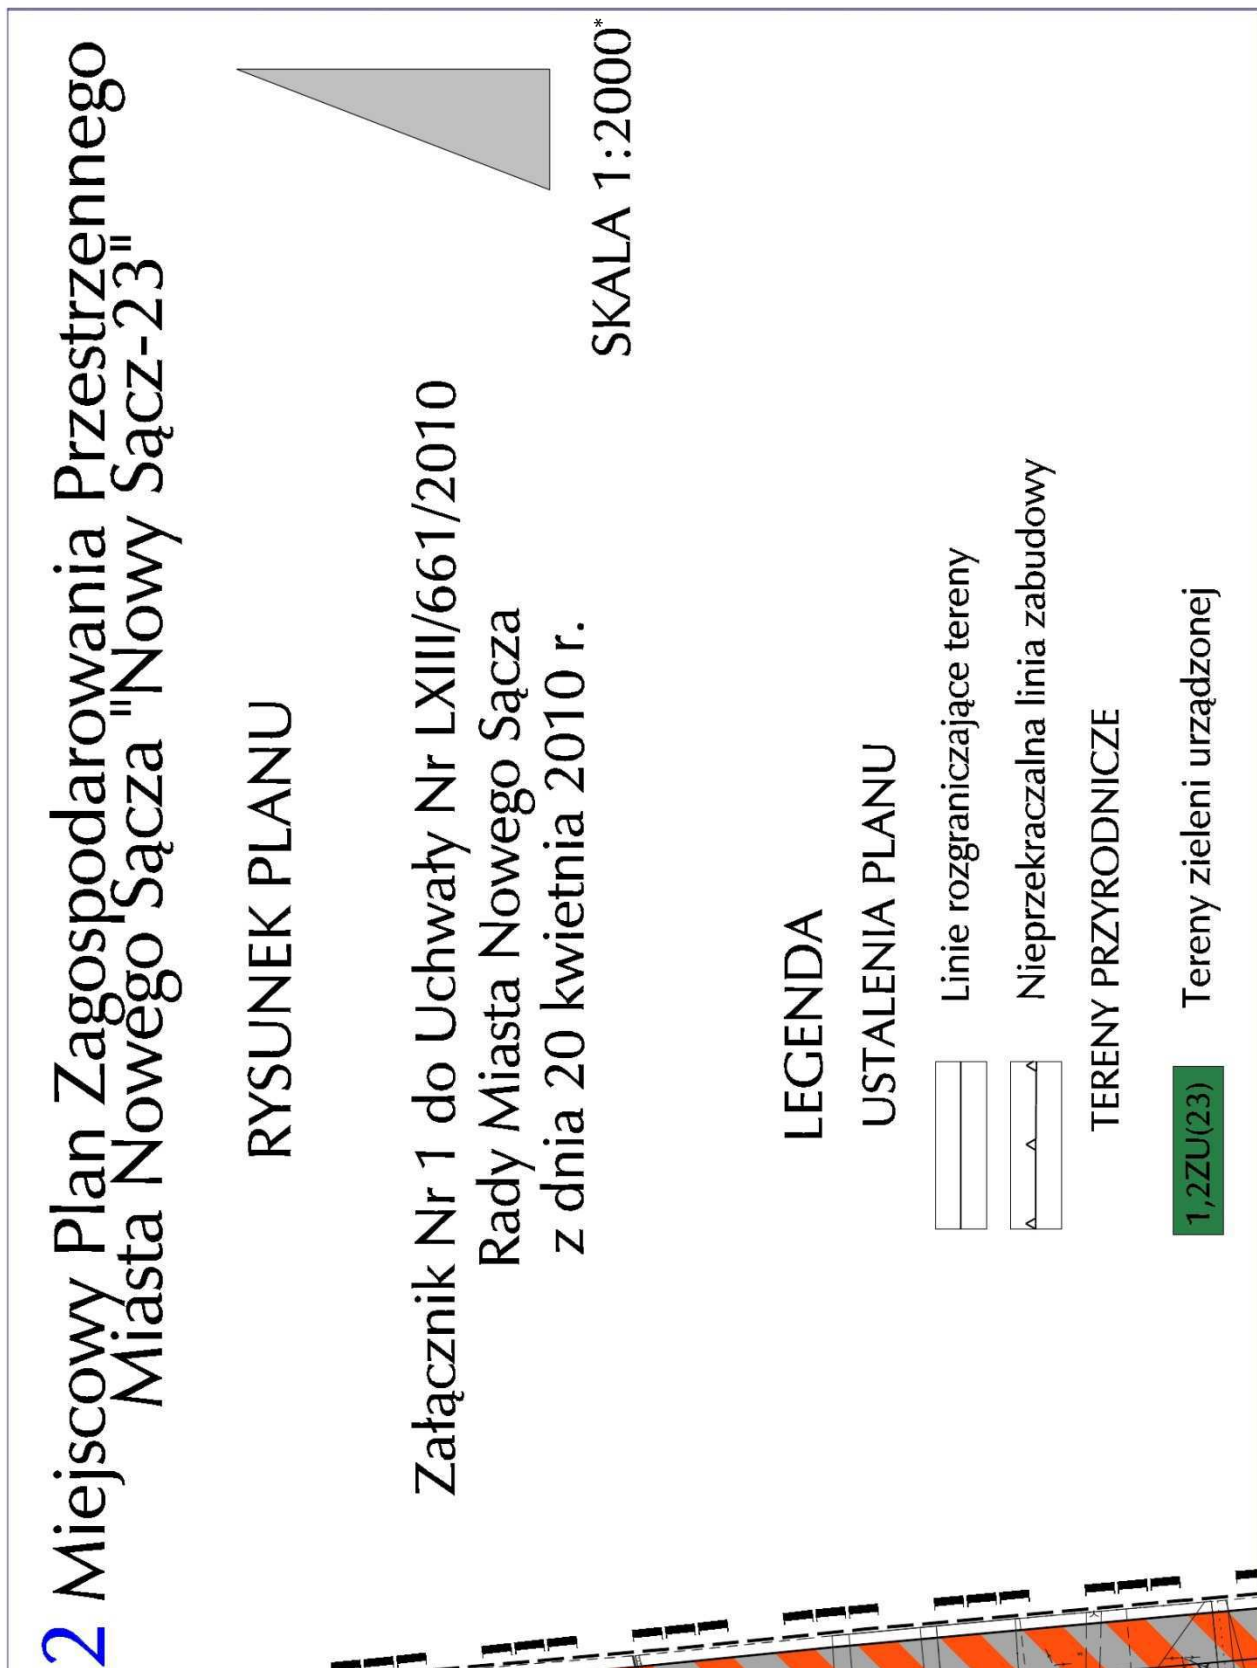 2 Miejscowy Plan Zagospodarowania Przestrzennego
Miasta Nowego Sącza "Nowy Sącz-23"
RYSUNEK PLANU
Załącznik Nr 1 do Uchwały Nr LXIII/661/2010
Rady Miasta Nowego Sącza
z dnia 20 kwietnia 2010 r.
SKALA 1:2000*
LEGENDA
USTALENIA PLANU
Linie rozgraniczające tereny
Nieprzekraczalna linia zabudowy
TERENY PRZYRODNICZE
1,2ZU(23) Tereny zieleni urządzonej